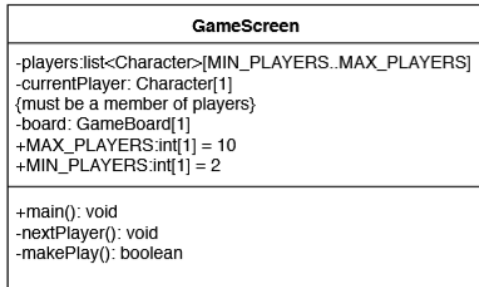 GameScreen
-players:list<Character>[MIN_PLAYERS..MAX_PLAYERS]
-currentPlayer: Character[1]
{must be a member of players}
-board: GameBoard[1]
+MAX_PLAYERS:int[1] = 10
+MIN_PLAYERS:int[1] = 2
+main(): void
-nextPlayer(): void
-makePlay(): boolean